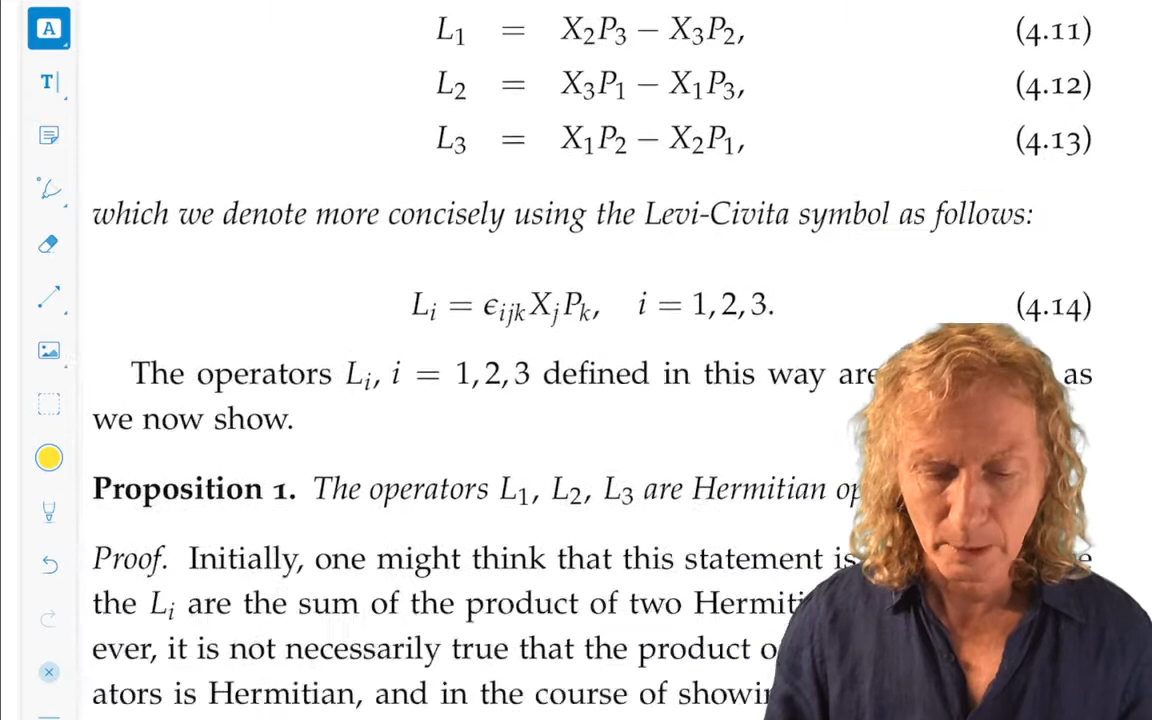 L₁ = X₂P₃ − X₃P₂, (4.11)
L₂ = X₃P₁ − X₁P₃, (4.12)
L₃ = X₁P₂ − X₂P₁, (4.13)
which we denote more concisely using the Levi-Civita symbol as follows:
Lᵢ = ϵᵢⱼₖXⱼPₖ, i = 1, 2, 3. (4.14)
The operators Lᵢ, i = 1, 2, 3 defined in this way are as
we now show.
Proposition 1. The operators L₁, L₂, L₃ are Hermitian
Proof. Initially, one might think that this statement is
the Lᵢ are the sum of the product of two
ever, it is not necessarily true that the product
ators is Hermitian, and in the course of
A
T